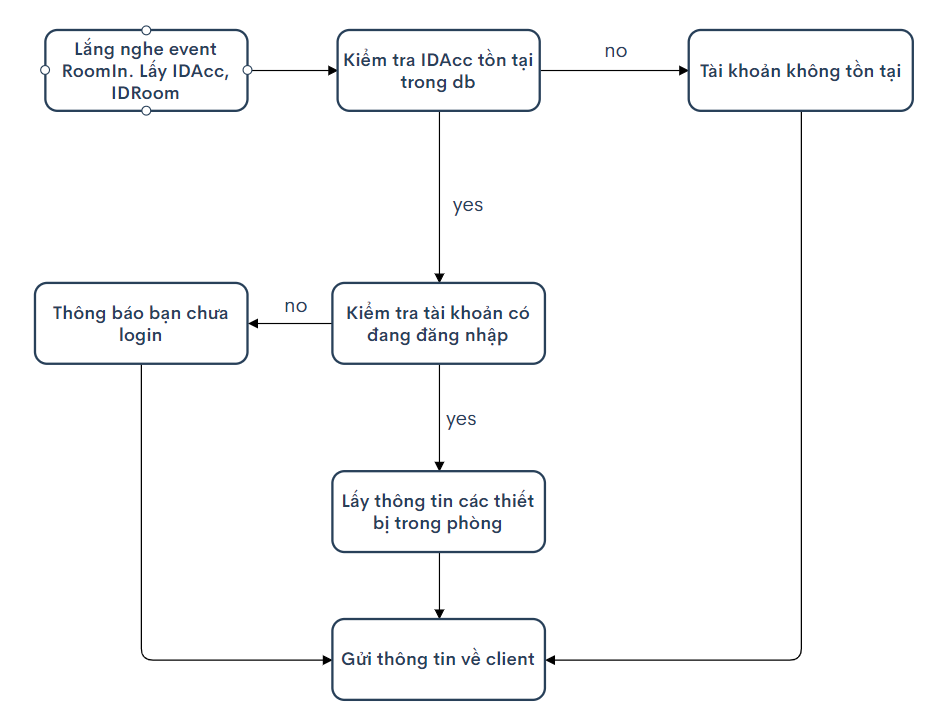 Lắng nghe event
RoomIn. Lấy IDAcc,
IDRoom
Kiểm tra IDAcc tồn tại
trong db
no
Tài khoản không tồn tại
yes
Thông báo bạn chưa
login
no
Kiểm tra tài khoản có
đang đăng nhập
yes
Lấy thông tin các thiết
bị trong phòng
Gửi thông tin về client